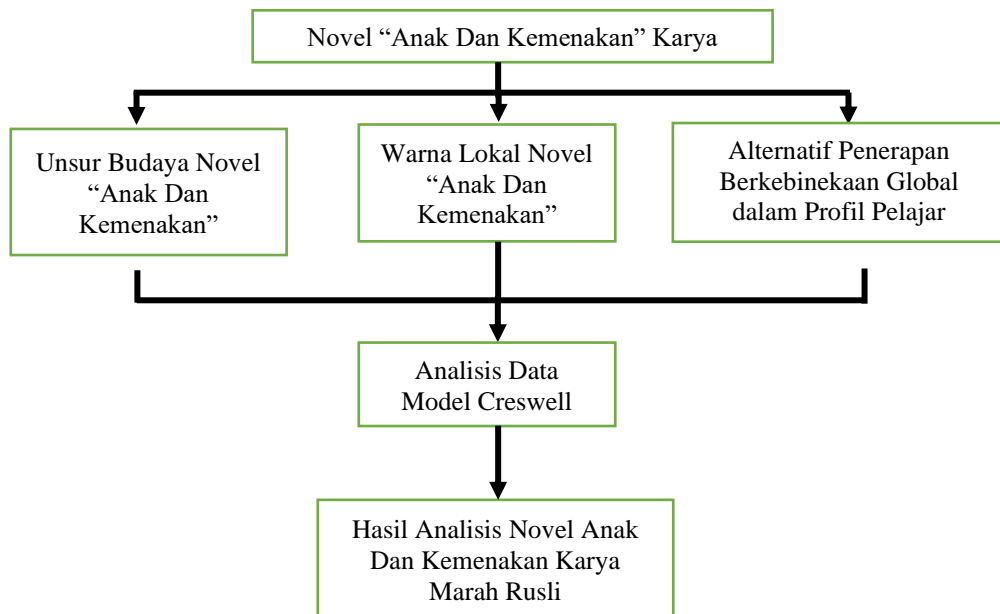 Novel “Anak Dan Kemenakan” Karya
Unsur Budaya Novel
“Anak Dan
Kemenakan”
Warna Lokal Novel
“Anak Dan
Kemenakan”
Alternatif Penerapan
Berkebinekaan Global
dalam Profil Pelajar
Analisis Data
Model Creswell
Hasil Analisis Novel Anak
Dan Kemenakan Karya
Marah Rusli